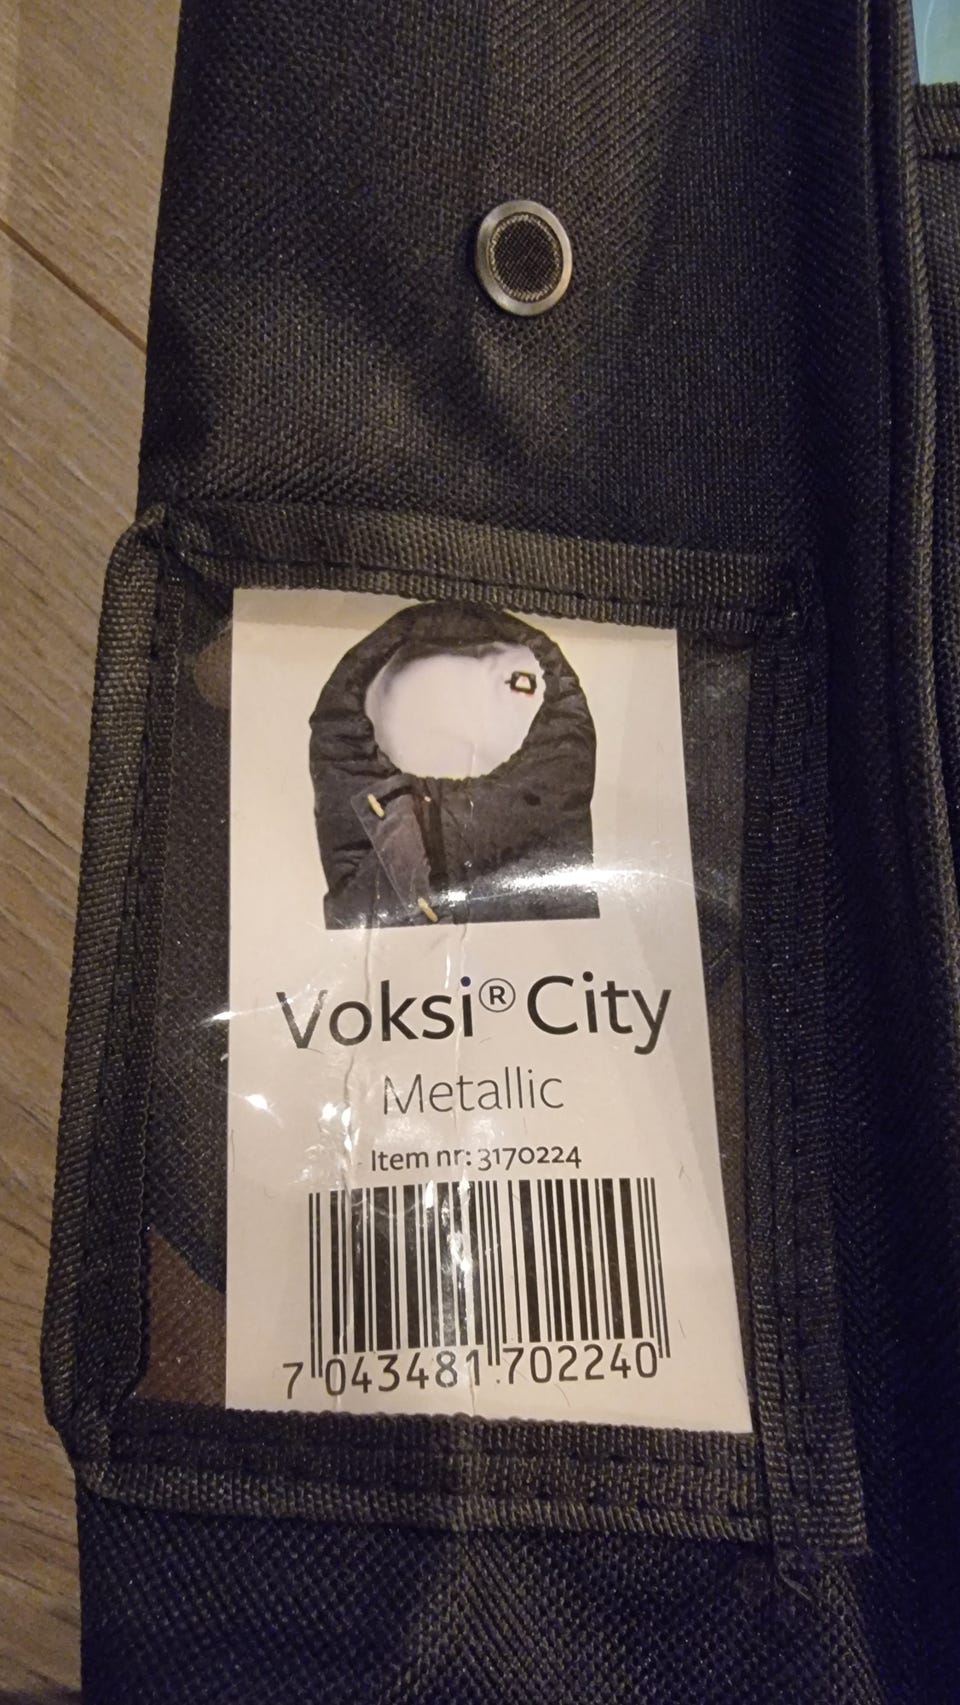 Voksi® City
Metallic
Item nr: 3170224
7 043481 702240